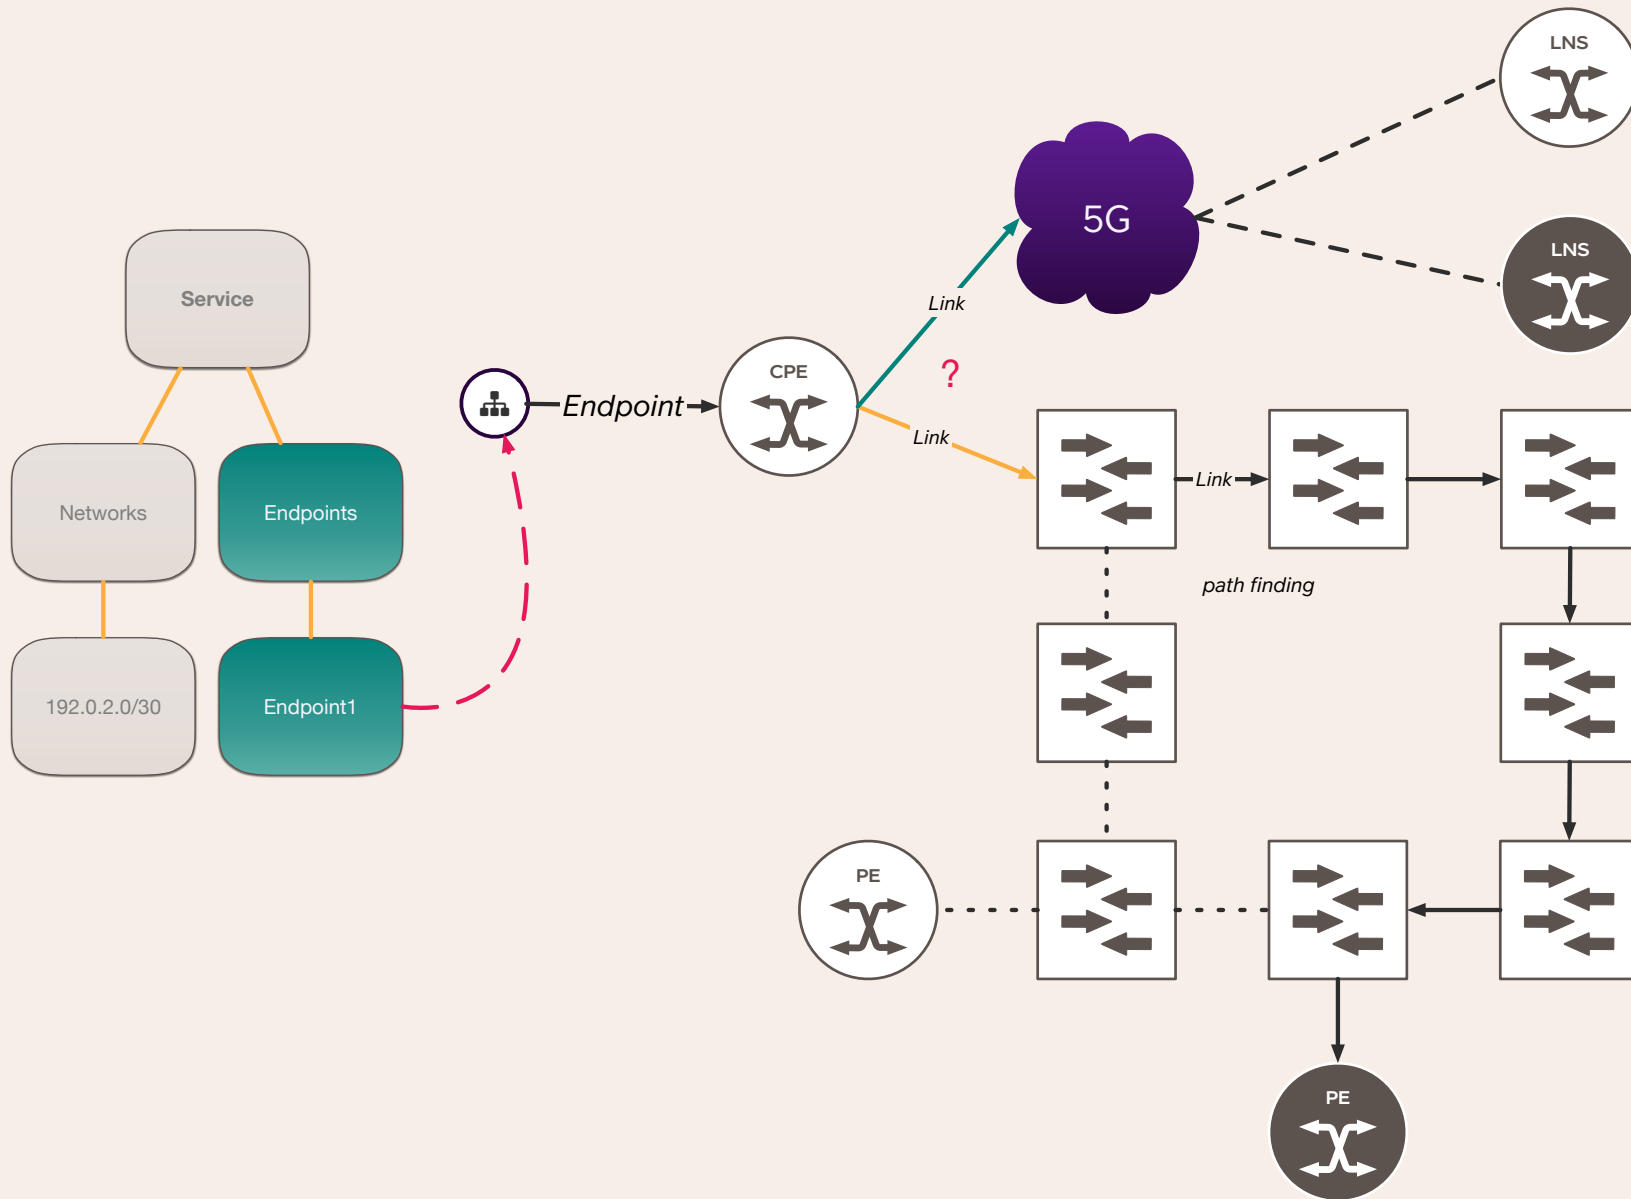 LNS
5G
LNS
Service
Link
?
CPE
Endpoint
Link
Link
Networks
Endpoints
path finding
192.0.2.0/30
Endpoint1
PE
PE